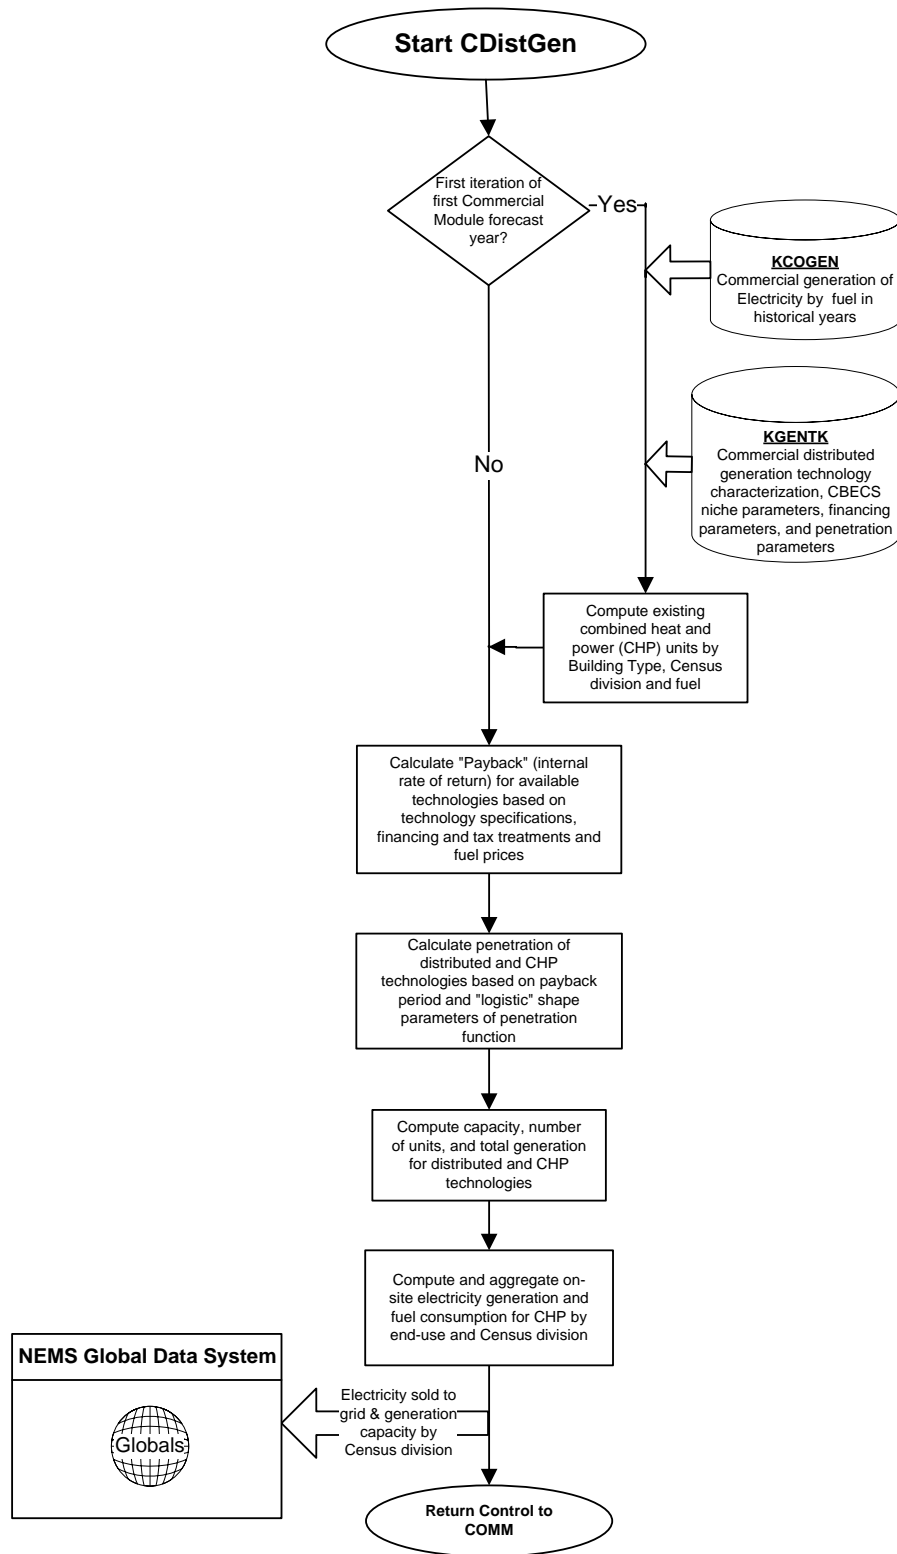 Start CDistGen
First iteration of
first Commercial
Module forecast
year?
Yes
KCOGEN
Commercial generation of
Electricity by fuel in
historical years
KGENTK
Commercial distributed
generation technology
characterization, CBECS
niche parameters, financing
parameters, and penetration
parameters
No
Compute existing
combined heat and
power (CHP) units by
Building Type, Census
division and fuel
Calculate "Payback" (internal
rate of return) for available
technologies based on
technology specifications,
financing and tax treatments and
fuel prices
Calculate penetration of
distributed and CHP
technologies based on payback
period and "logistic" shape
parameters of penetration
function
Compute capacity, number
of units, and total generation
for distributed and CHP
technologies
Compute and aggregate on-
site electricity generation and
fuel consumption for CHP by
end-use and Census division
NEMS Global Data System
Globals
Electricity sold to
grid & generation
capacity by
Census division
Return Control to
COMM